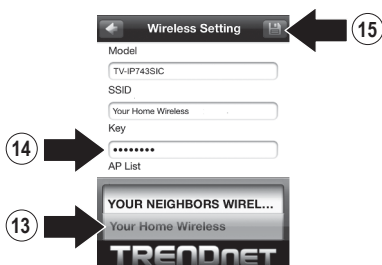 Wireless Setting
15
Model
TV-IP743SIC
SSID
Your Home Wireless
Key
14
••••••••
AP List
YOUR NEIGHBORS WIREL...
13
Your Home Wireless
TRENDNET